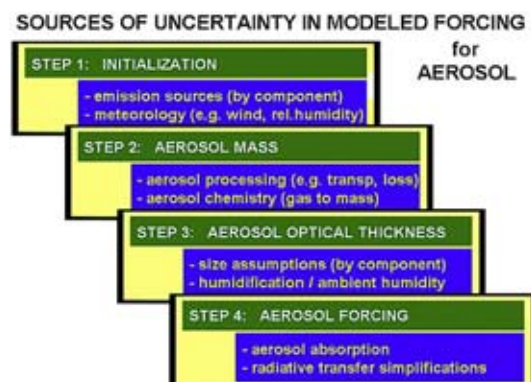 SOURCES OF UNCERTAINTY IN MODELED FORCING
for
AEROSOL
STEP 1: INITIALIZATION
- emission sources (by component)
- meteorology (e.g. wind, rel.humidity)
STEP 2: AEROSOL MASS
- aerosol processing (e.g. transp, loss)
- aerosol chemistry (gas to mass)
STEP 3: AEROSOL OPTICAL THICKNESS
- size assumptions (by component)
- humidification / ambient humidity
STEP 4: AEROSOL FORCING
- aerosol absorption
- radiative transfer simplifications